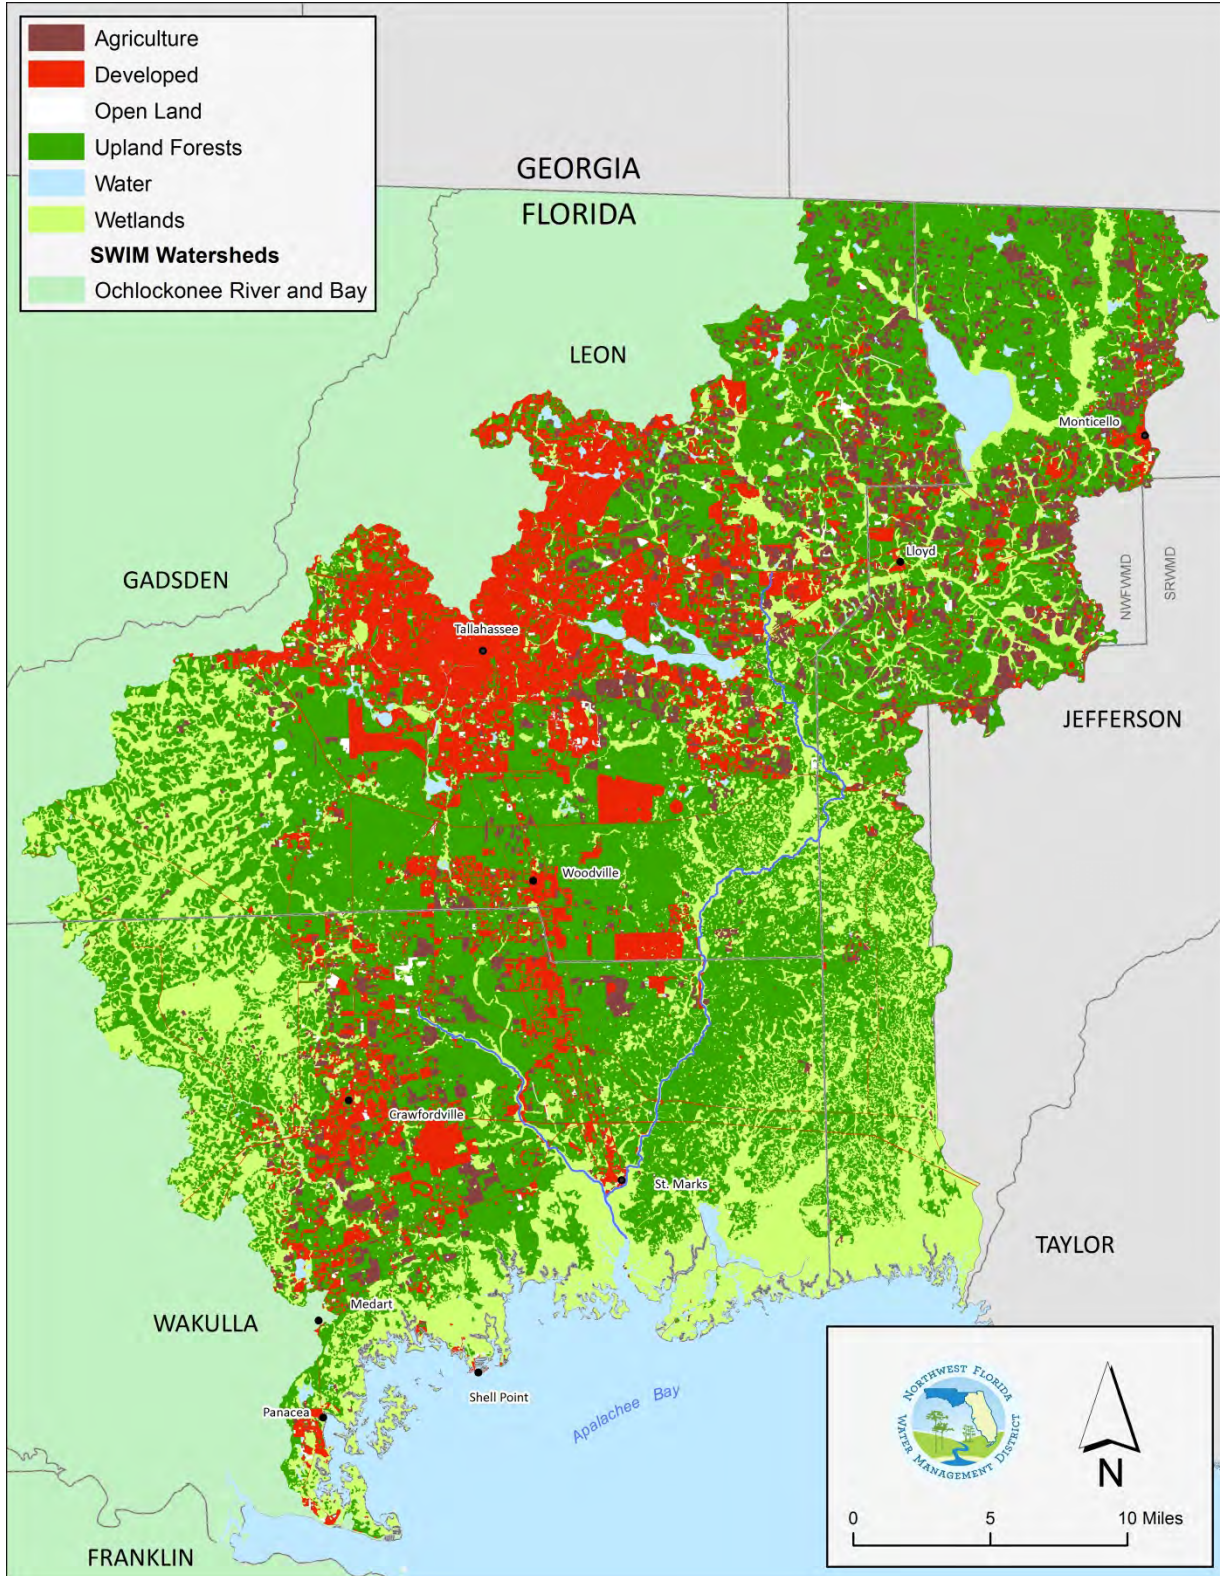 Agriculture
Developed
Open Land
Upland Forests
Water
Wetlands
SWIM Watersheds
Ochlockonee River and Bay
GEORGIA
FLORIDA
LEON
Monticello
Lloyd
NWFWMD
SRWMD
GADSDEN
Tallahassee
JEFFERSON
Woodville
Crawfordville
St. Marks
TAYLOR
Medart
WAKULLA
Shell Point
Panacea
Apalachee Bay
FRANKLIN
NORTHWEST FLORIDA
WATER MANAGEMENT DISTRICT
N
0 5 10 Miles